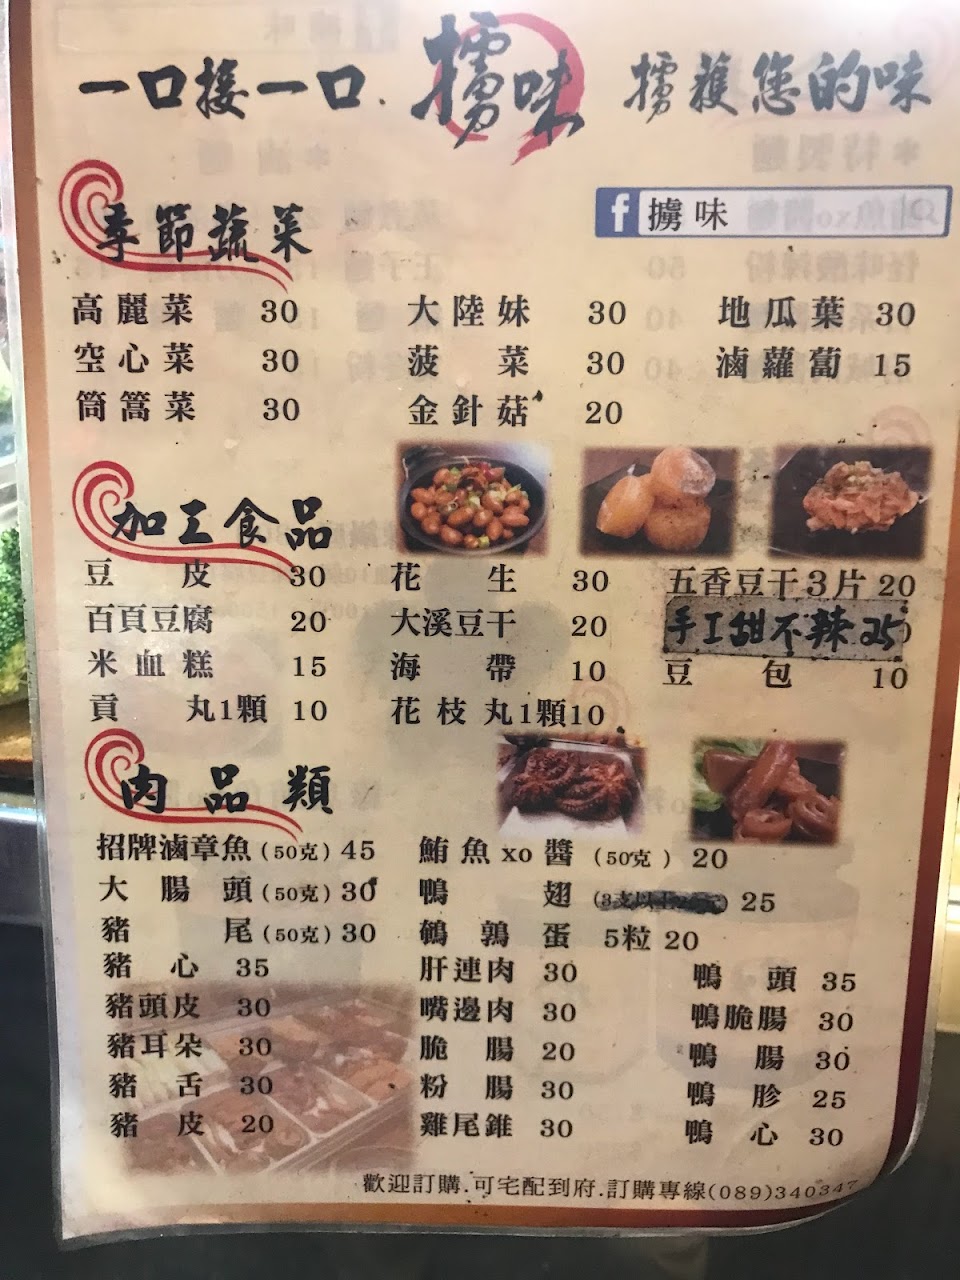 一口接一口.擄味 擄獲您的味
f 擄味
季節蔬菜
高麗菜 30 大陸妹 30 地瓜葉 30
空心菜 30 菠菜 30 滷蘿蔔 15
筒篙菜 30 金針菇 20
加工食品
豆皮 30 花生 30 五香豆干3片 20
百頁豆腐 20 大溪豆干 20 手工甜不辣 25
米血糕 15 海帶 10 豆包 10
貢丸1顆 10 花枝丸1顆10
肉品類
招牌滷章魚(50克) 45 鮪魚xo醬 (50克) 20
大腸頭(50克) 30 鴨翅 25
豬尾(50克) 30 鵪鶉蛋 5粒 20
豬心 35 肝連肉 30 鴨頭 35
豬頭皮 30 嘴邊肉 30 鴨脆腸 30
豬耳朵 30 脆腸 20 鴨腸 30
豬舌 30 粉腸 30 鴨胗 25
豬皮 20 雞尾錐 30 鴨心 30
歡迎訂購.可宅配到府.訂購專線(089)340347